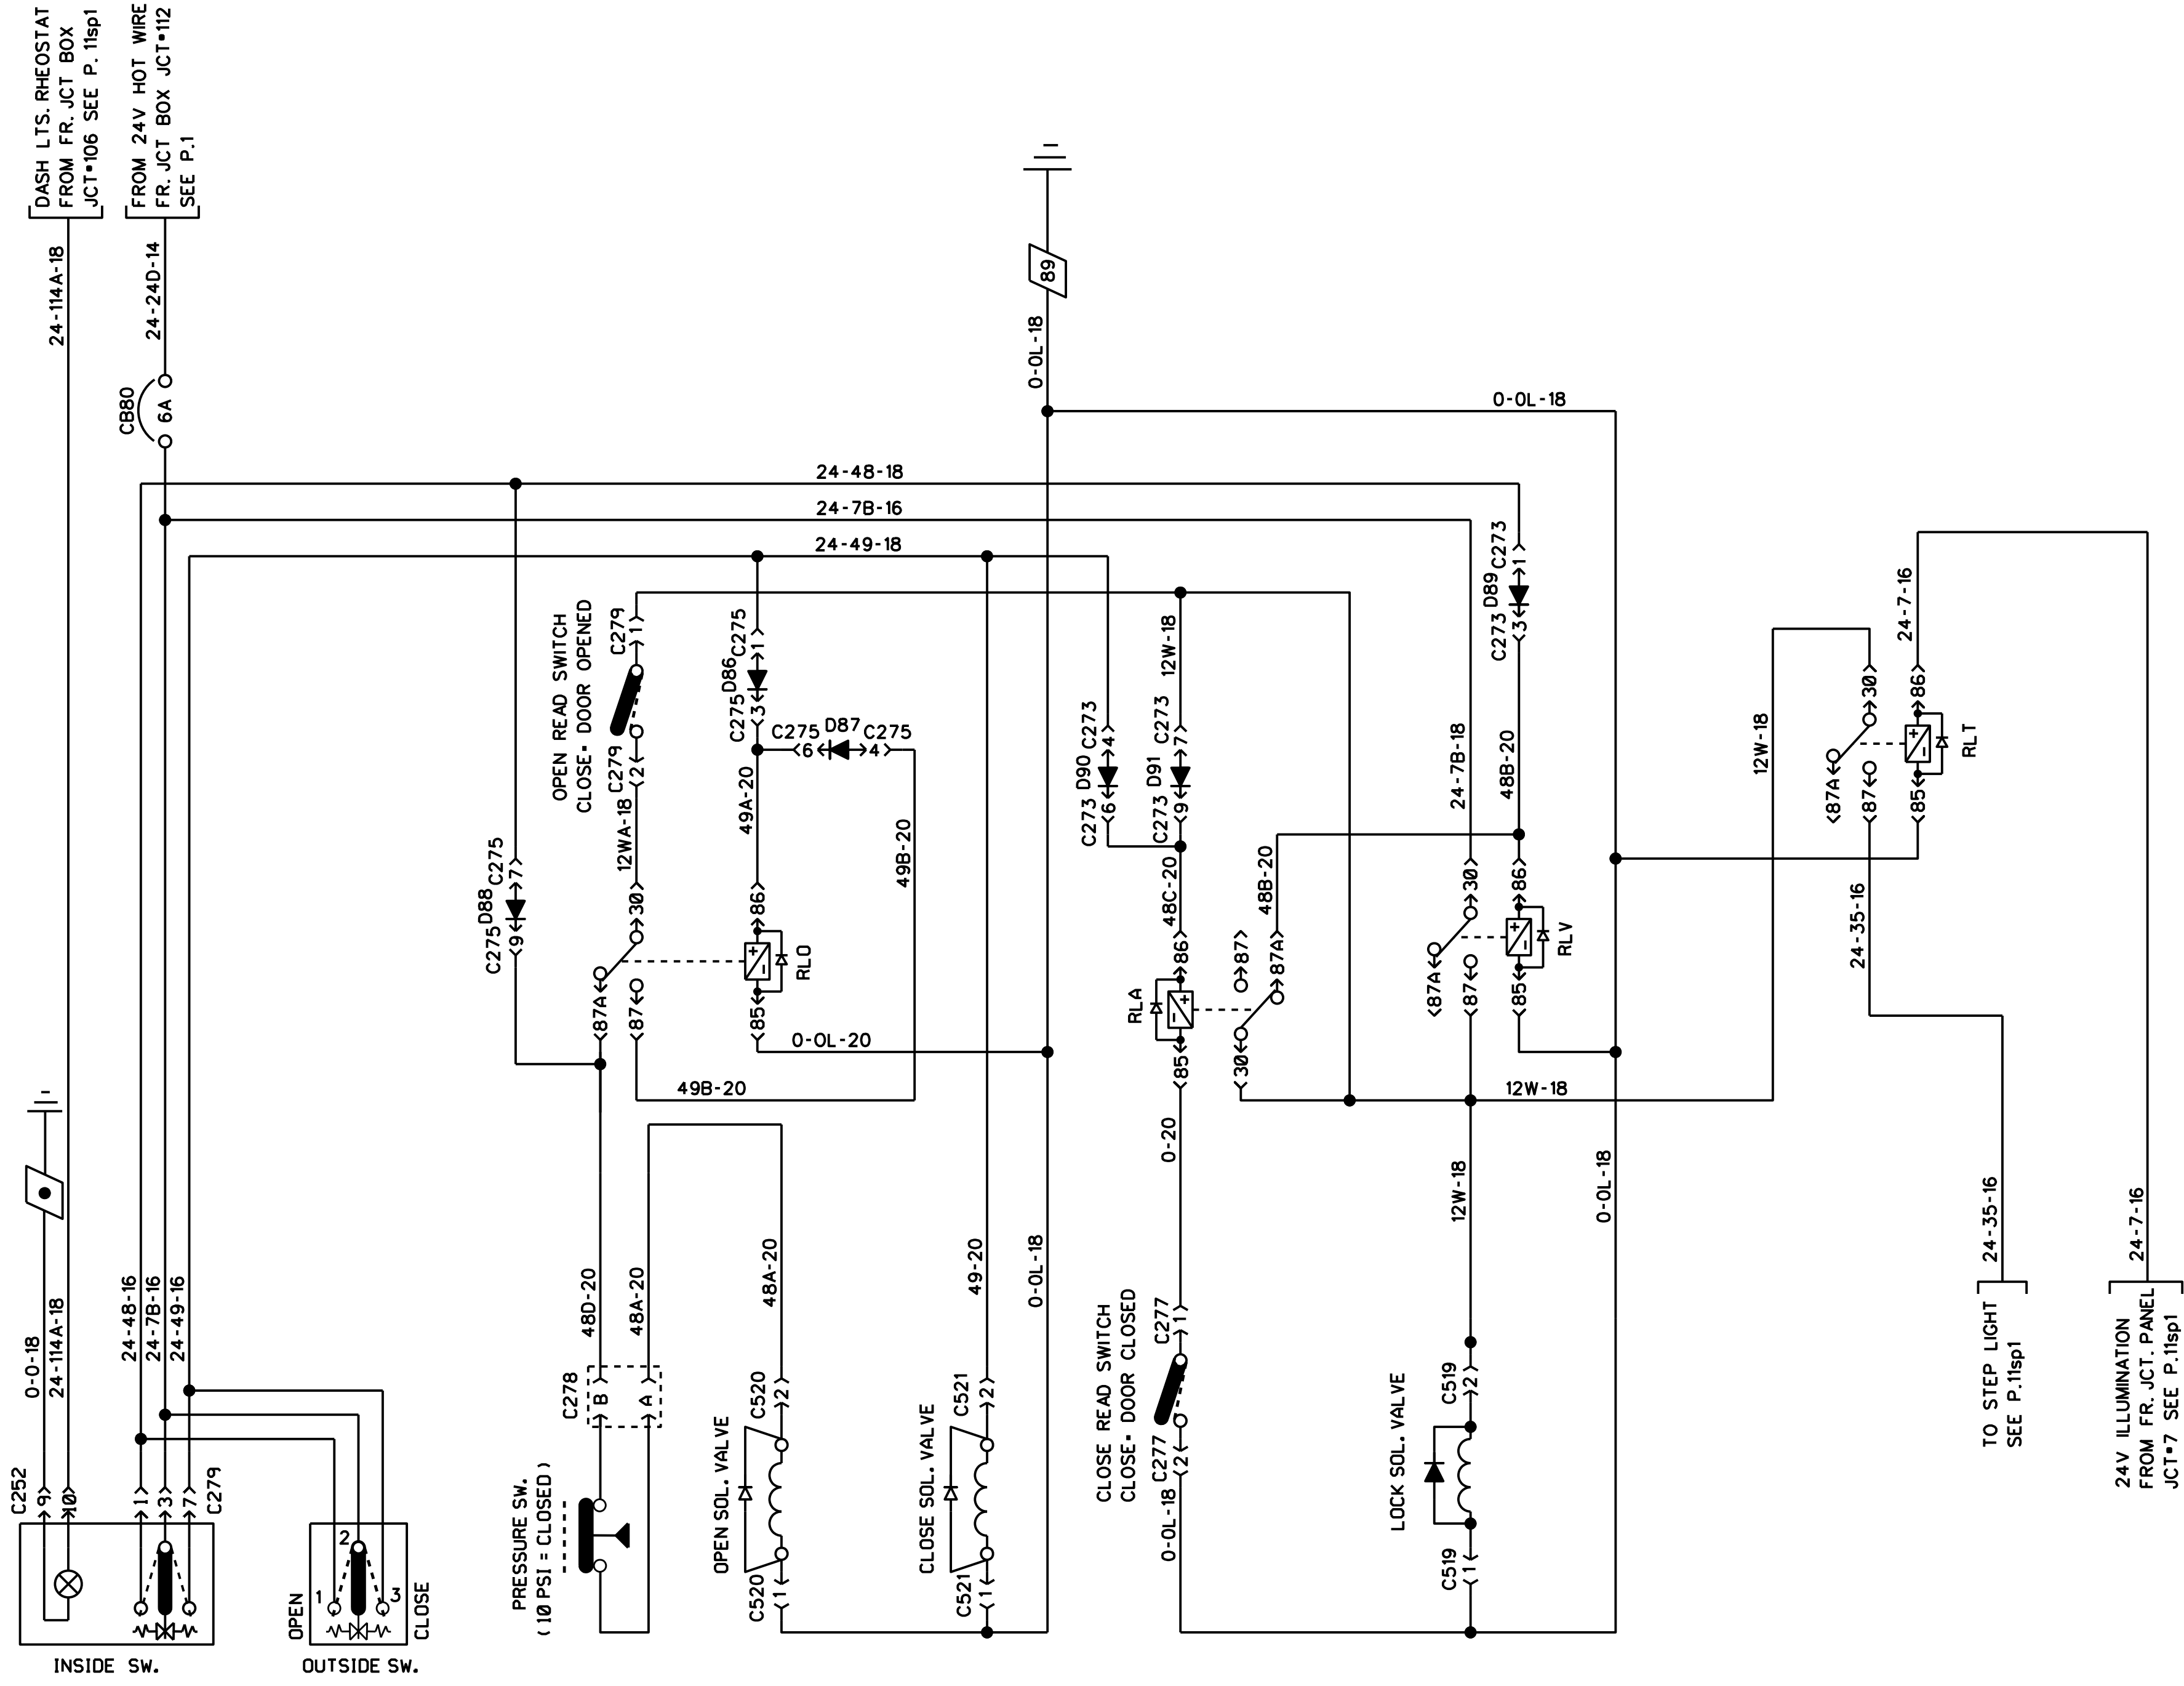 DASH LTS. RHEOSTAT
FROM FR. JCT BOX
JCT▪106 SEE P. 11sp1
FROM 24V HOT WIRE
FR. JCT BOX JCT▪112
SEE P.1
24-114A-18
24-24D-14
CB80
6A
89
0-0L-18
0-0L-18
24-48-18
24-7B-16
24-49-18
OPEN READ SWITCH
CLOSE▪ DOOR OPENED
C279
1
C279
2
12WA-18
C275
1
D86
C275
3
C275
6
D87
C275
4
49A-20
49B-20
C275
7
D88
C275
9
30
87A
87
86
85
RLO
0-0L-20
49B-20
C273
4
D90
C273
6
12W-18
C273
7
D91
C273
9
48C-20
86
RLA
85
87
87A
30
48B-20
0-20
24-7B-18
C273
1
D89
C273
3
48B-20
30
87A
87
86
85
RLV
12W-18
12W-18
24-7-16
30
87A
87
86
85
RLT
24-35-16
0-0-18
24-114A-18
24-48-16
24-7B-16
24-49-16
C252
9
10
1
3
7
C279
INSIDE SW.
OPEN
1
2
3
CLOSE
OUTSIDE SW.
48D-20
48A-20
C278
B
A
PRESSURE SW.
( 10 PSI = CLOSED )
48A-20
C520
2
OPEN SOL. VALVE
C520
1
49-20
C521
2
CLOSE SOL. VALVE
C521
1
0-0L-18
CLOSE READ SWITCH
CLOSE▪ DOOR CLOSED
C277
1
C277
2
0-0L-18
12W-18
C519
2
LOCK SOL. VALVE
C519
1
0-0L-18
24-35-16
TO STEP LIGHT
SEE P.11sp1
24-7-16
24V ILLUMINATION
FROM FR. JCT. PANEL
JCT▪7 SEE P.11sp1